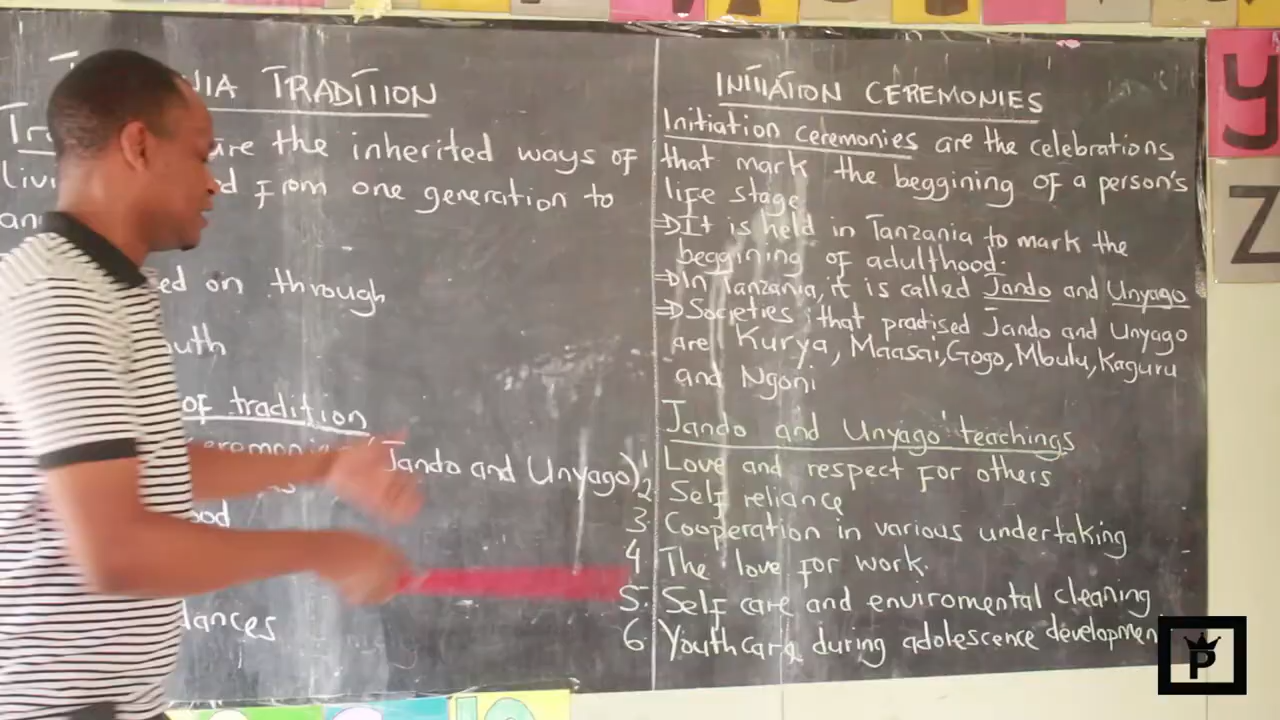 TRADITION
are the inherited ways of
from one generation to
ed on through
outh
of tradition
Jando and Unyago)
ood
dances
INITIATION CEREMONIES
Initiation ceremonies are the celebrations
that mark the beggining of a person's
life stage
⇒It is held in Tanzania to mark the
beggining of adulthood.
⇒In Tanzania, it is called Jando and Unyago
⇒Societies that practised Jando and Unyago
are Kurya, Maasai, Gogo, Mbulu, Kaguru
and Ngoni
Jando and Unyago teachings
1 Love and respect for others
2 Self reliance
3. Cooperation in various undertaking
4 The love for work.
5. Self care and enviromental cleaning
6 Youth care during adolescence developmen
Y
Z
P